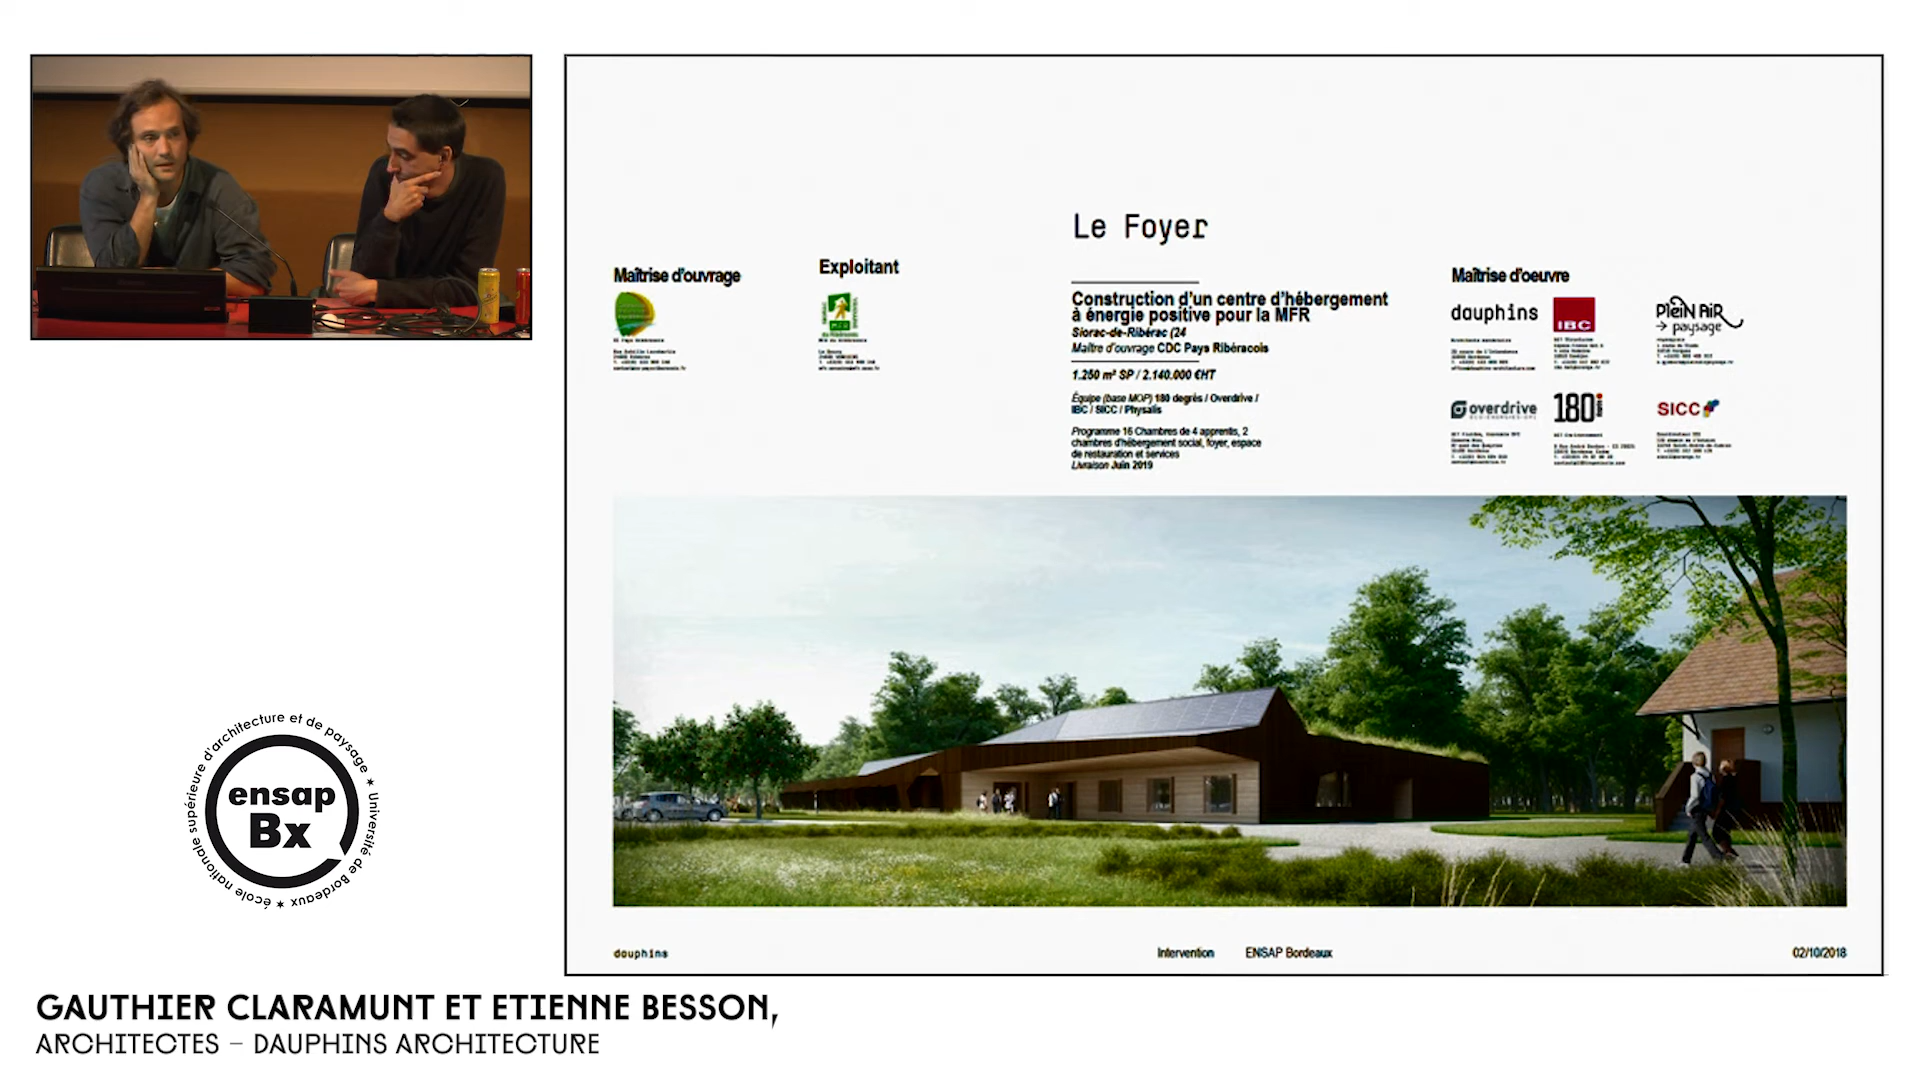 Le Foyer
Maîtrise d'ouvrage
Exploitant
MFR
Construction d'un centre d'hébergement
à énergie positive pour la MFR
Siorac-de-Ribérac (24
Maître d'ouvrage CDC Pays Ribéracois
1.250 m² SP / 2.140.000 €HT
Équipe (base MOP) 180 degrés / Overdrive /
IBC / SICC / Physalis
Programme 16 Chambres de 4 apprentis, 2
chambres d'hébergement social, foyer, espace
de restauration et services
Livraison Juin 2019
Maîtrise d'oeuvre
dauphins
IBC
PLEIN AIR
→ paysage
overdrive
180
SICC
dauphins
Intervention ENSAP Bordeaux
02/10/2018
ensap
Bx
école nationale supérieure d'architecture et de paysage ★ Université de Bordeaux ★
GAUTHIER CLARAMUNT ET ETIENNE BESSON,
ARCHITECTES – DAUPHINS ARCHITECTURE